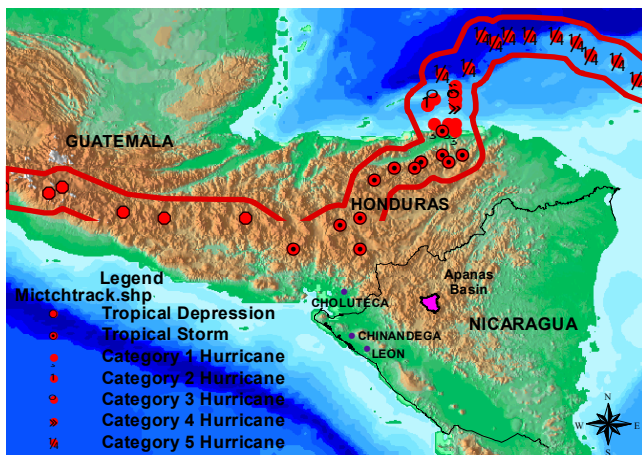 GUATEMALA
HONDURAS
Apanas
Basin
CHOLUTECA
NICARAGUA
CHINANDEGA
LEON
Legend
Mictchtrack.shp
Tropical Depression
Tropical Storm
Category 1 Hurricane
Category 2 Hurricane
Category 3 Hurricane
Category 4 Hurricane
Category 5 Hurricane
N
W E
S